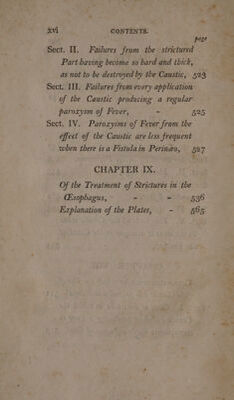 xvi CONTENTS.
page
Sect. II. Failures from the strictured
Part having become so hard and thick,
as not to be destroyed by the Caustic, 523
Sect. III. Failures from every application
of the Caustic producing a regular
paroxysm of Fever, - 525
Sect. IV. Paroxysms of Fever from the
effect of the Caustic are less frequent
when there is a Fistula in Perinæo, 527
CHAPTER IX.
Of the Treatment of Strictures in the
Œsophagus, - - 536
Explanation of the Plates, - 565